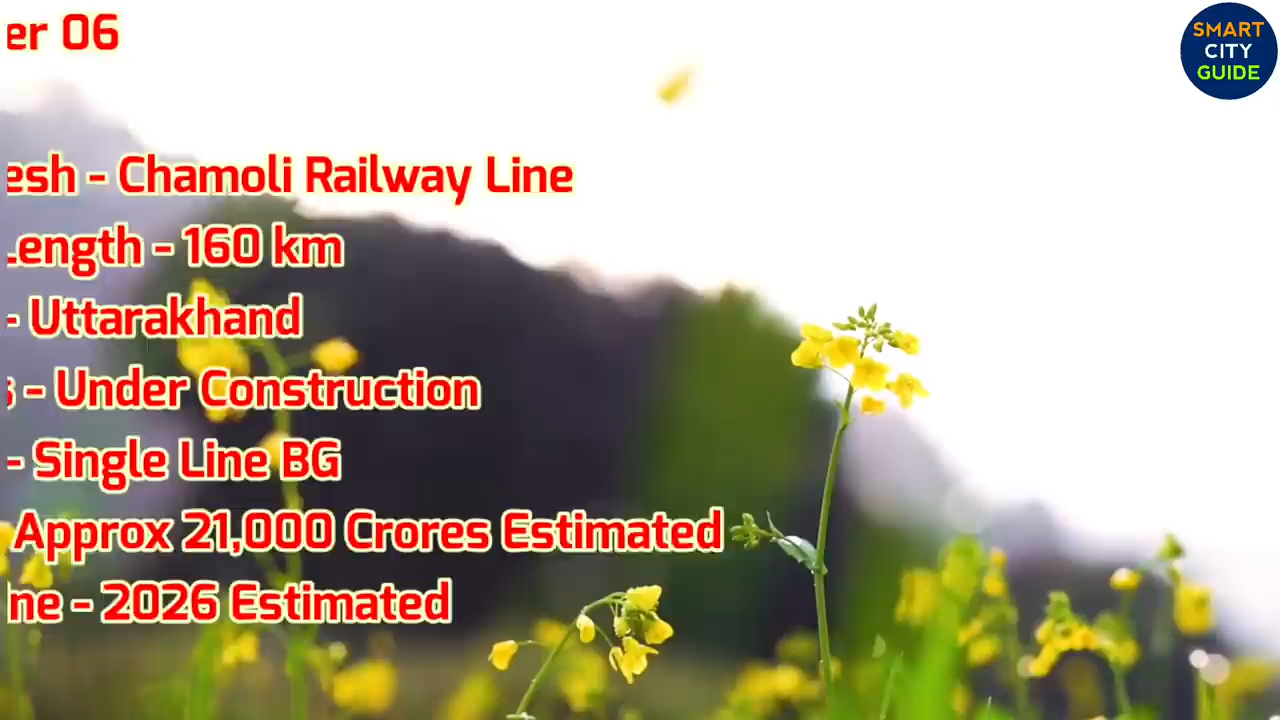 er 06
SMART
CITY
GUIDE
esh - Chamoli Railway Line
Length - 160 km
- Uttarakhand
s - Under Construction
- Single Line BG
Approx 21,000 Crores Estimated
ne - 2026 Estimated